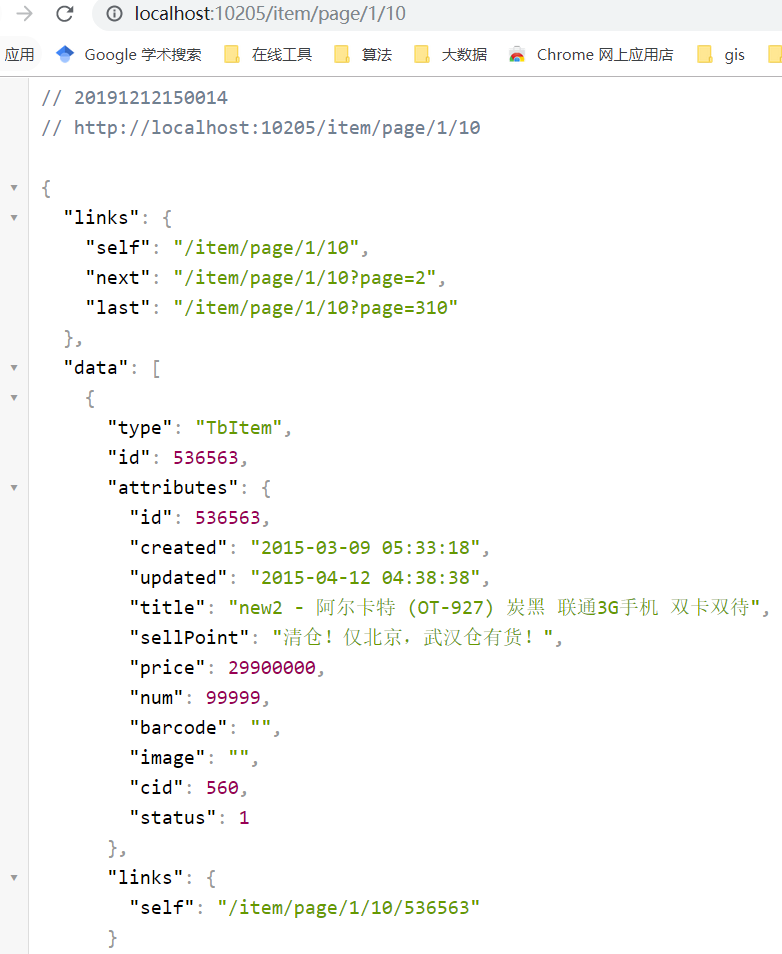 localhost:10205/item/page/1/10
应用 Google 学术搜索 在线工具 算法 大数据 Chrome 网上应用店 gis
// 20191212150014
// http://localhost:10205/item/page/1/10
{
"links": {
"self": "/item/page/1/10",
"next": "/item/page/1/10?page=2",
"last": "/item/page/1/10?page=310"
},
"data": [
{
"type": "TbItem",
"id": 536563,
"attributes": {
"id": 536563,
"created": "2015-03-09 05:33:18",
"updated": "2015-04-12 04:38:38",
"title": "new2 - 阿尔卡特 (OT-927) 炭黑 联通3G手机 双卡双待",
"sellPoint": "清仓！仅北京，武汉仓有货！",
"price": 29900000,
"num": 99999,
"barcode": "",
"image": "",
"cid": 560,
"status": 1
},
"links": {
"self": "/item/page/1/10/536563"
}